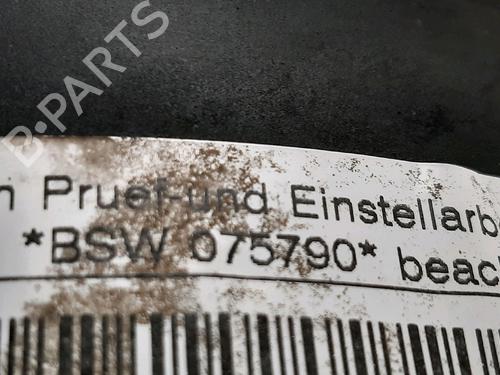 B-PARTS
n Pruef-und Einstellarb
*BSW 075790* beac